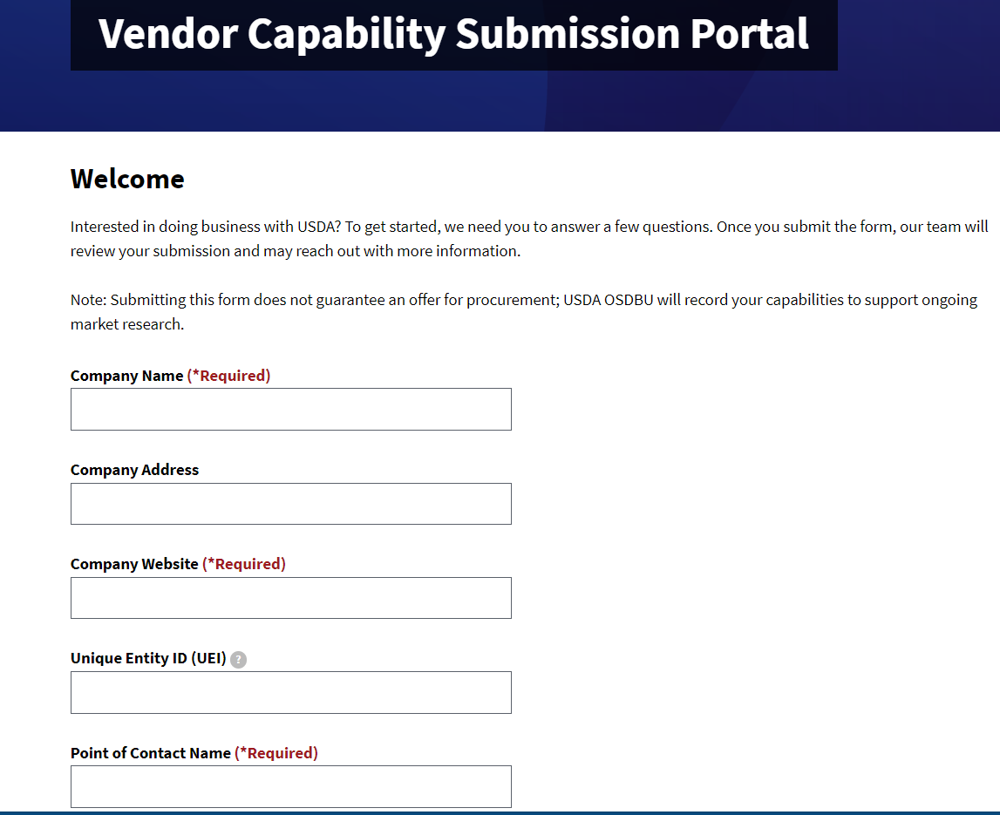 Vendor Capability Submission Portal
Welcome
Interested in doing business with USDA? To get started, we need you to answer a few questions. Once you submit the form, our team will
review your submission and may reach out with more information.
Note: Submitting this form does not guarantee an offer for procurement; USDA OSDBU will record your capabilities to support ongoing
market research.
Company Name (*Required)
Company Address
Company Website (*Required)
Unique Entity ID (UEI) ?
Point of Contact Name (*Required)